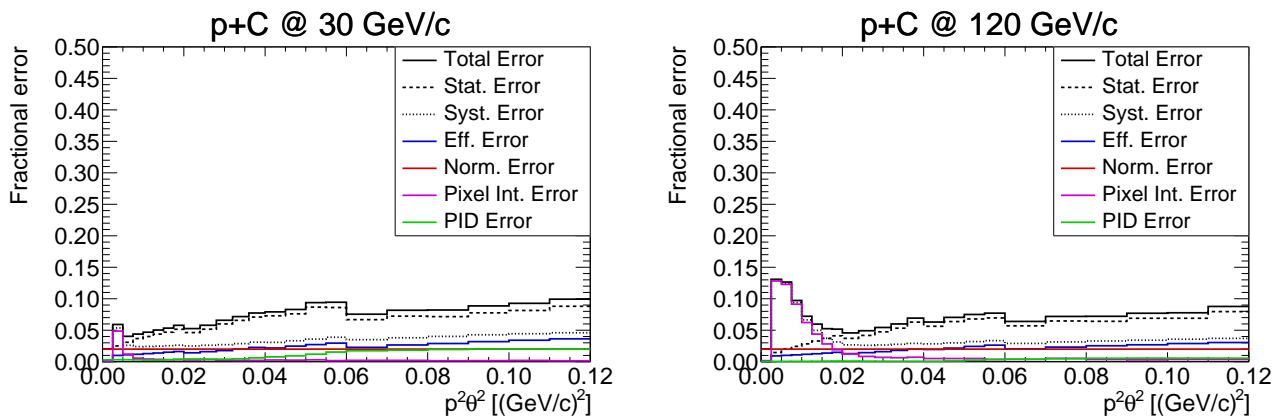 p+C @ 30 GeV/c
Fractional error
0.50
0.45
0.40
0.35
0.30
0.25
0.20
0.15
0.10
0.05
0.00
Total Error
Stat. Error
Syst. Error
Eff. Error
Norm. Error
Pixel Int. Error
PID Error
0.00 0.02 0.04 0.06 0.08 0.10 0.12
p²θ² [(GeV/c)²]
p+C @ 120 GeV/c
Fractional error
0.50
0.45
0.40
0.35
0.30
0.25
0.20
0.15
0.10
0.05
0.00
Total Error
Stat. Error
Syst. Error
Eff. Error
Norm. Error
Pixel Int. Error
PID Error
0.00 0.02 0.04 0.06 0.08 0.10 0.12
p²θ² [(GeV/c)²]